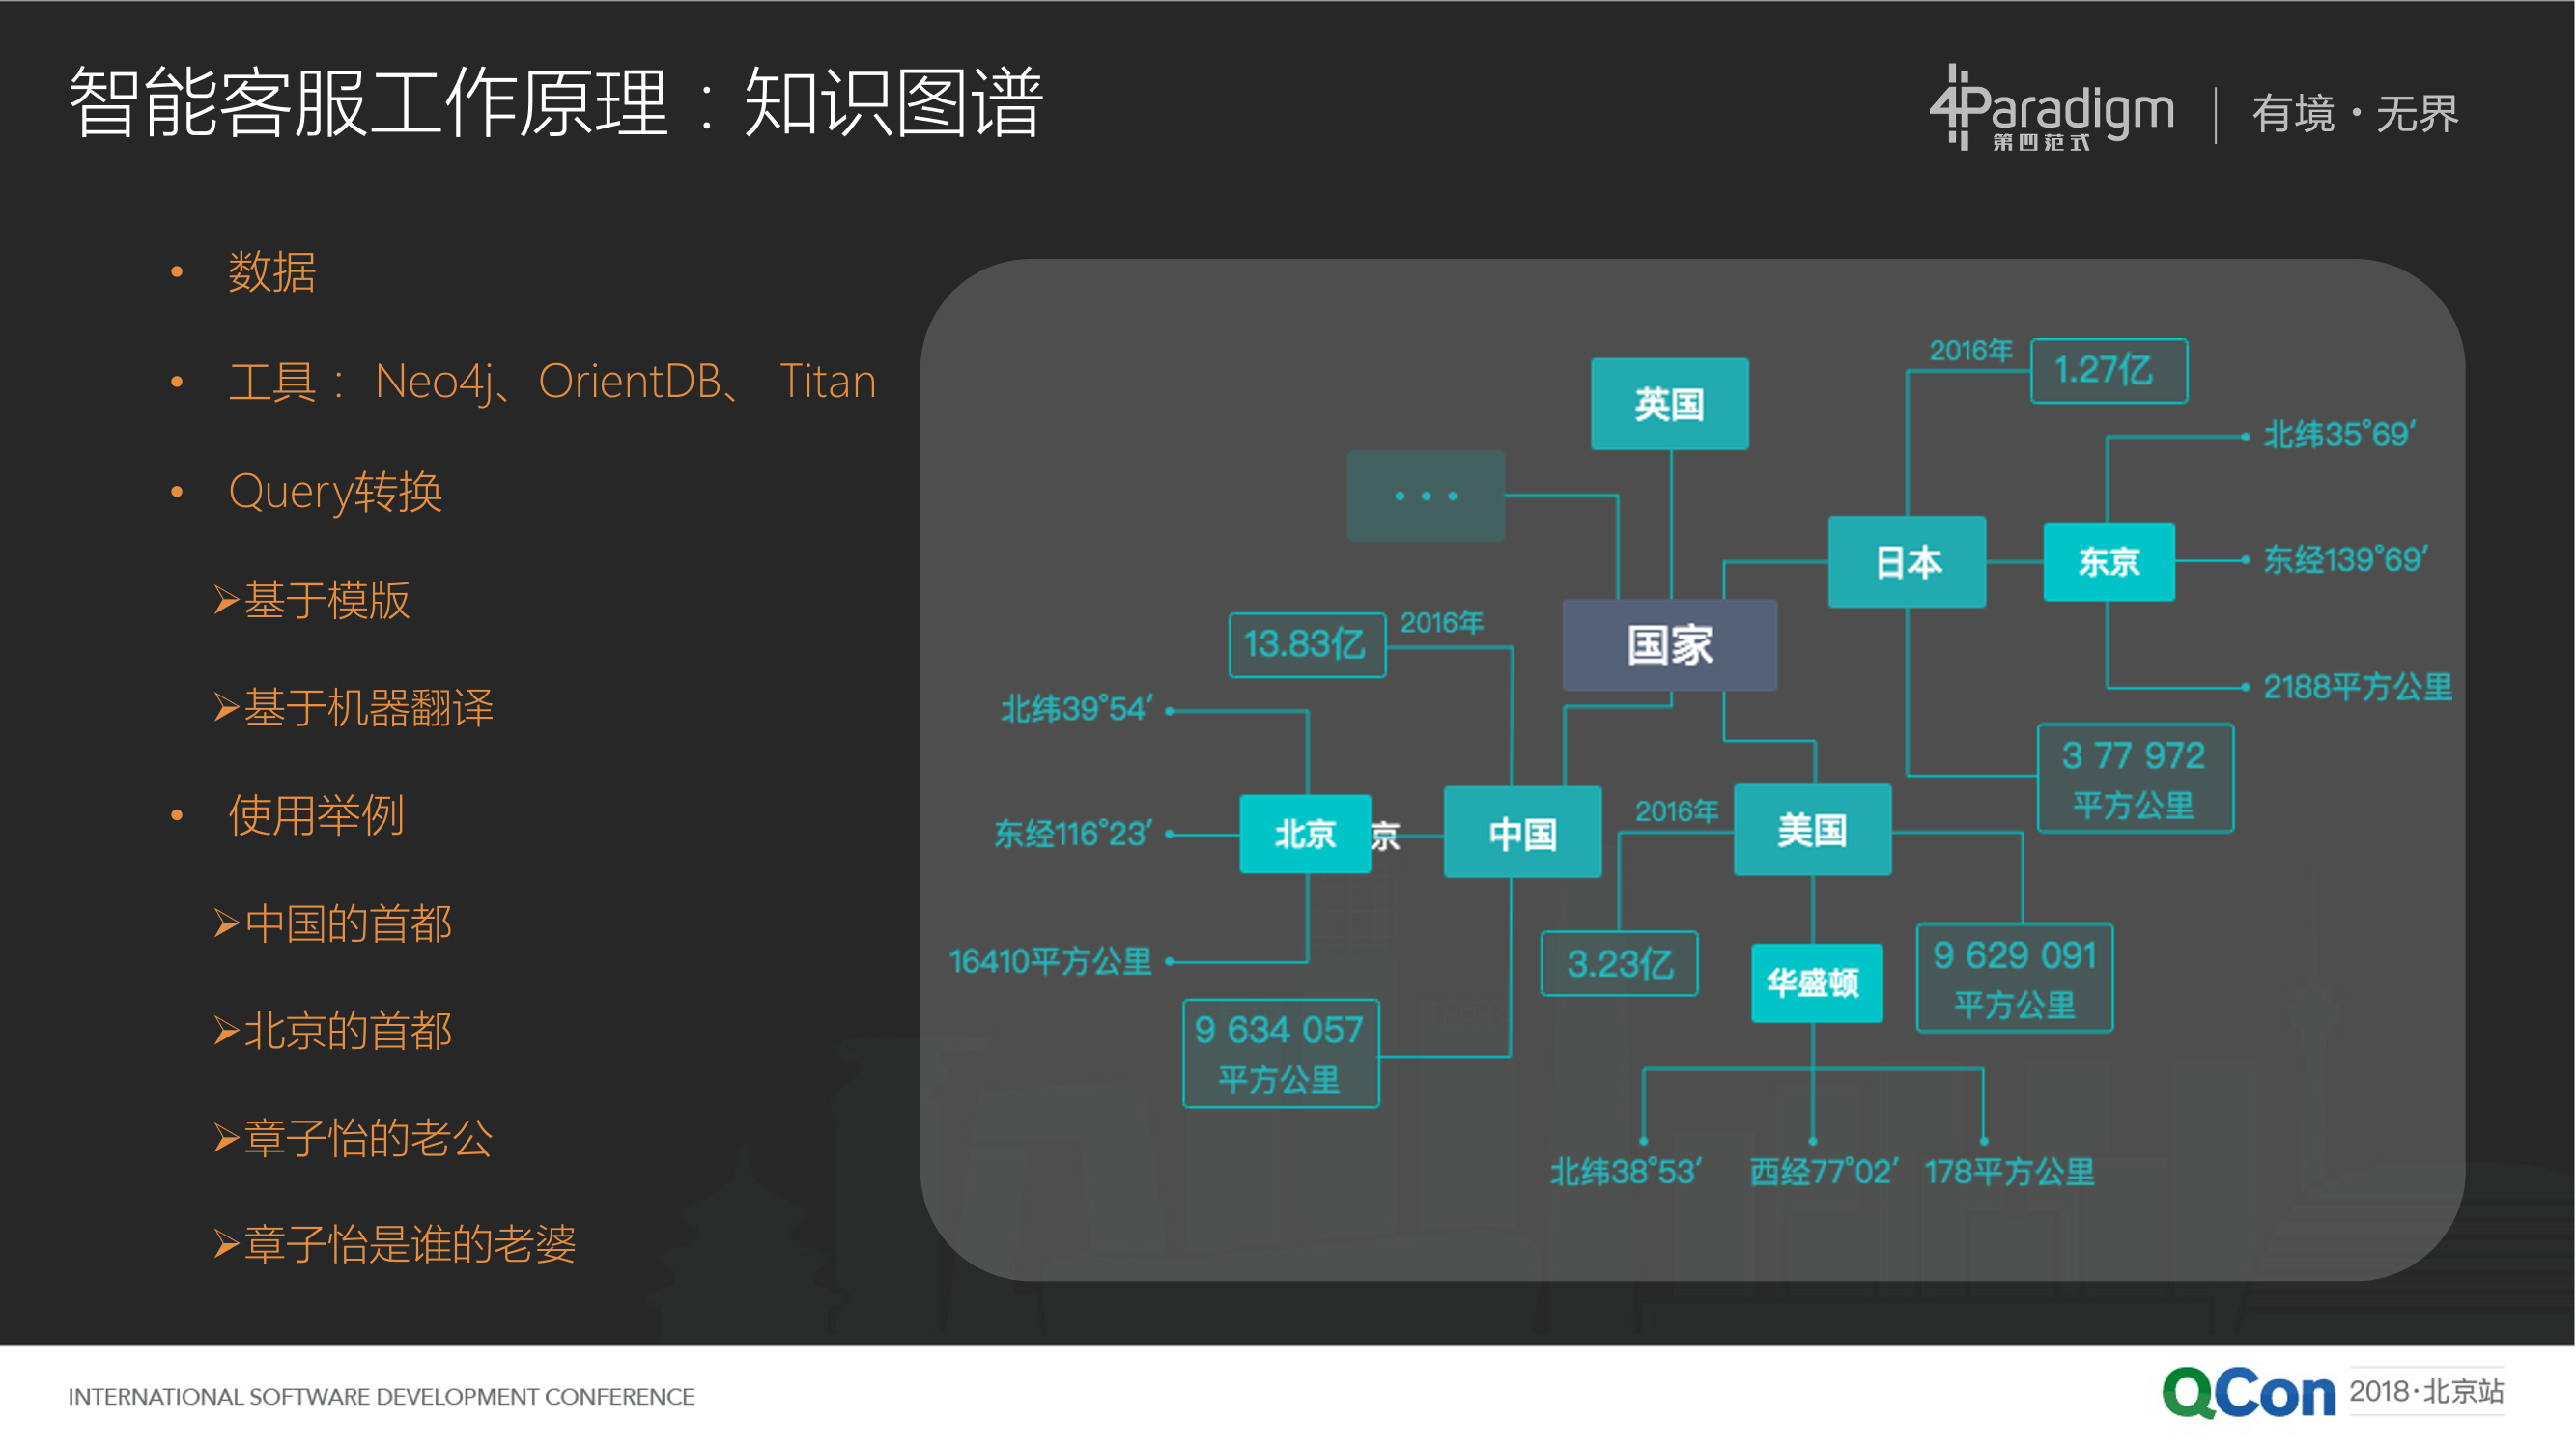 智能客服工作原理：知识图谱
4Paradigm
第四范式
有境·无界
• 数据
• 工具： Neo4j、OrientDB、 Titan
• Query转换
➢基于模版
➢基于机器翻译
• 使用举例
➢中国的首都
➢北京的首都
➢章子怡的老公
➢章子怡是谁的老婆
英国
2016年
1.27亿
北纬35°69′
• • •
日本
东京
东经139°69′
国家
13.83亿
2016年
2188平方公里
北纬39°54′
3 77 972
平方公里
东经116°23′
北京
京
中国
2016年
美国
16410平方公里
3.23亿
华盛顿
9 629 091
平方公里
9 634 057
平方公里
北纬38°53′
西经77°02′
178平方公里
INTERNATIONAL SOFTWARE DEVELOPMENT CONFERENCE
QCon
2018·北京站